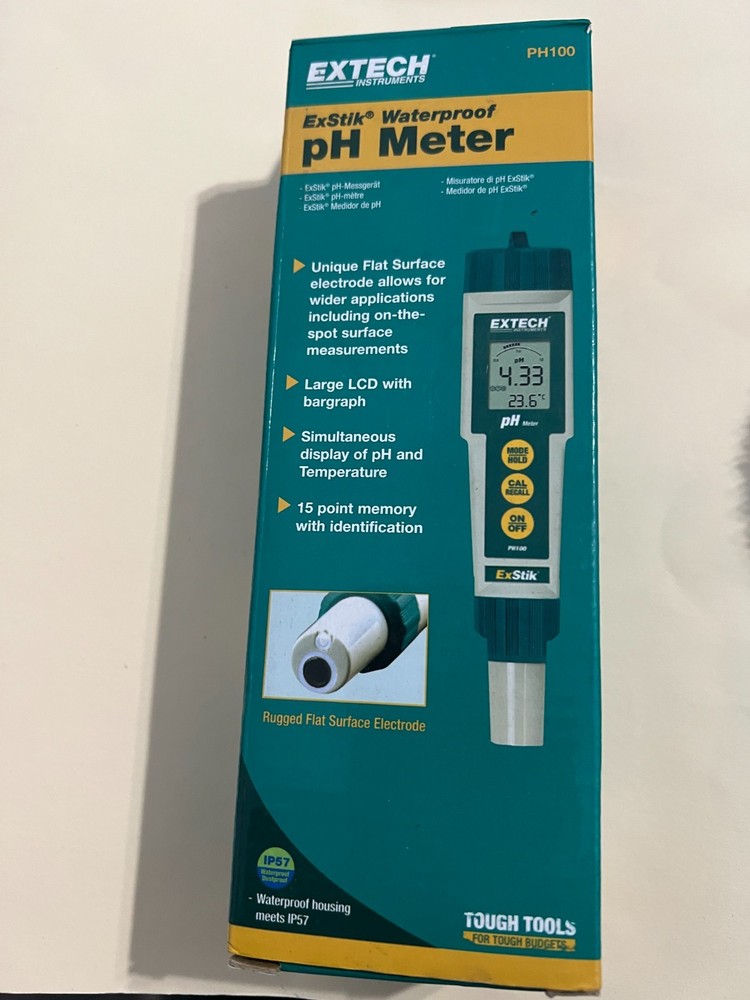 PH100
EXTECH®
INSTRUMENTS
ExStik® Waterproof
pH Meter
- ExStik® pH-Messgerät
- ExStik® pH-mètre
ExStik® Medidor de pH
- Misuratore di pH ExStik®
- Medidor de pH ExStik®
Unique Flat Surface
electrode allows for
wider applications
including on-the-
spot surface
measurements
Large LCD with
bargraph
Simultaneous
display of pH and
Temperature
15 point memory
with identification
EXTECH
INSTRUMENTS
pH
4.33
23.6°C
pH Meter
MODE
HOLD
CAL
RECALL
ON
OFF
PH100
ExStik
Rugged Flat Surface Electrode
IP57
Waterproof
Dustproof
- Waterproof housing
meets IP57
TOUGH TOOLS
FOR TOUGH BUDGETS